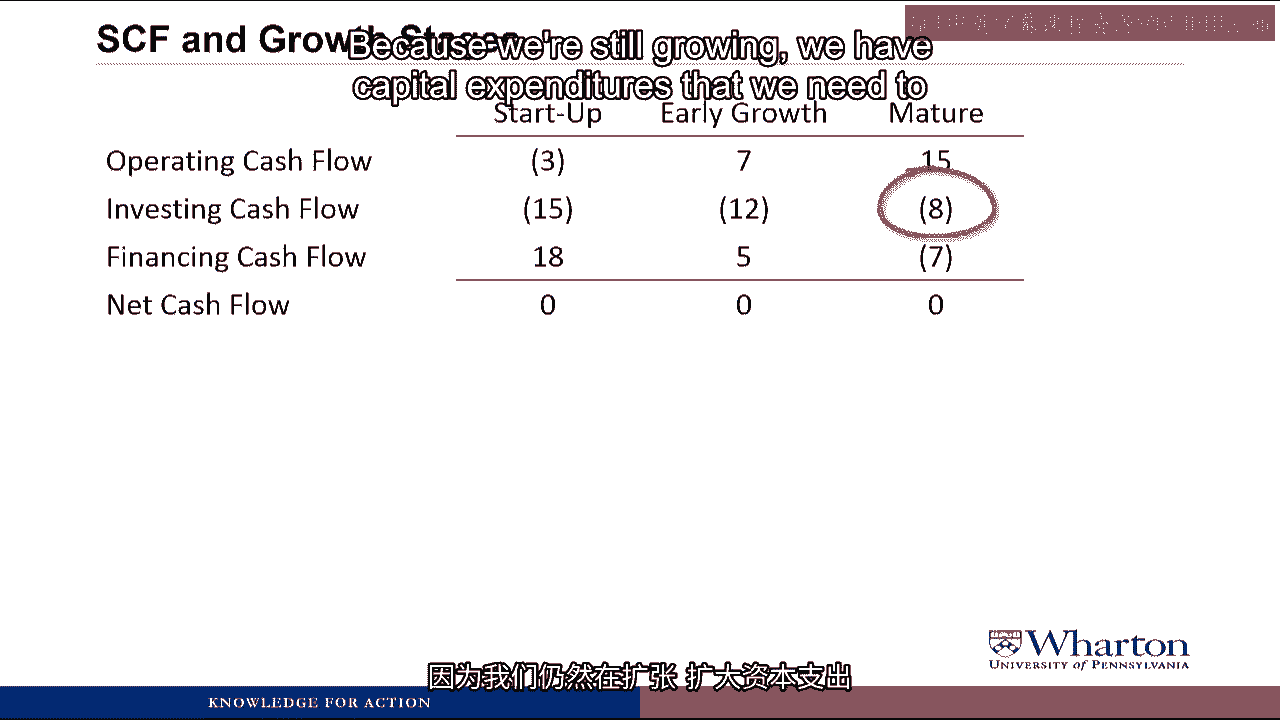 SCF and Growth Stages
Because we're still growing, we have
capital expenditures that we need to
Start-Up Early Growth Mature
Operating Cash Flow (3) 7 15
Investing Cash Flow (15) (12) (8)
Financing Cash Flow 18 5 (7)
Net Cash Flow 0 0 0
Wharton
UNIVERSITY of PENNSYLVANIA
因为我们仍然在扩张 扩大资本支出
KNOWLEDGE FOR ACTION